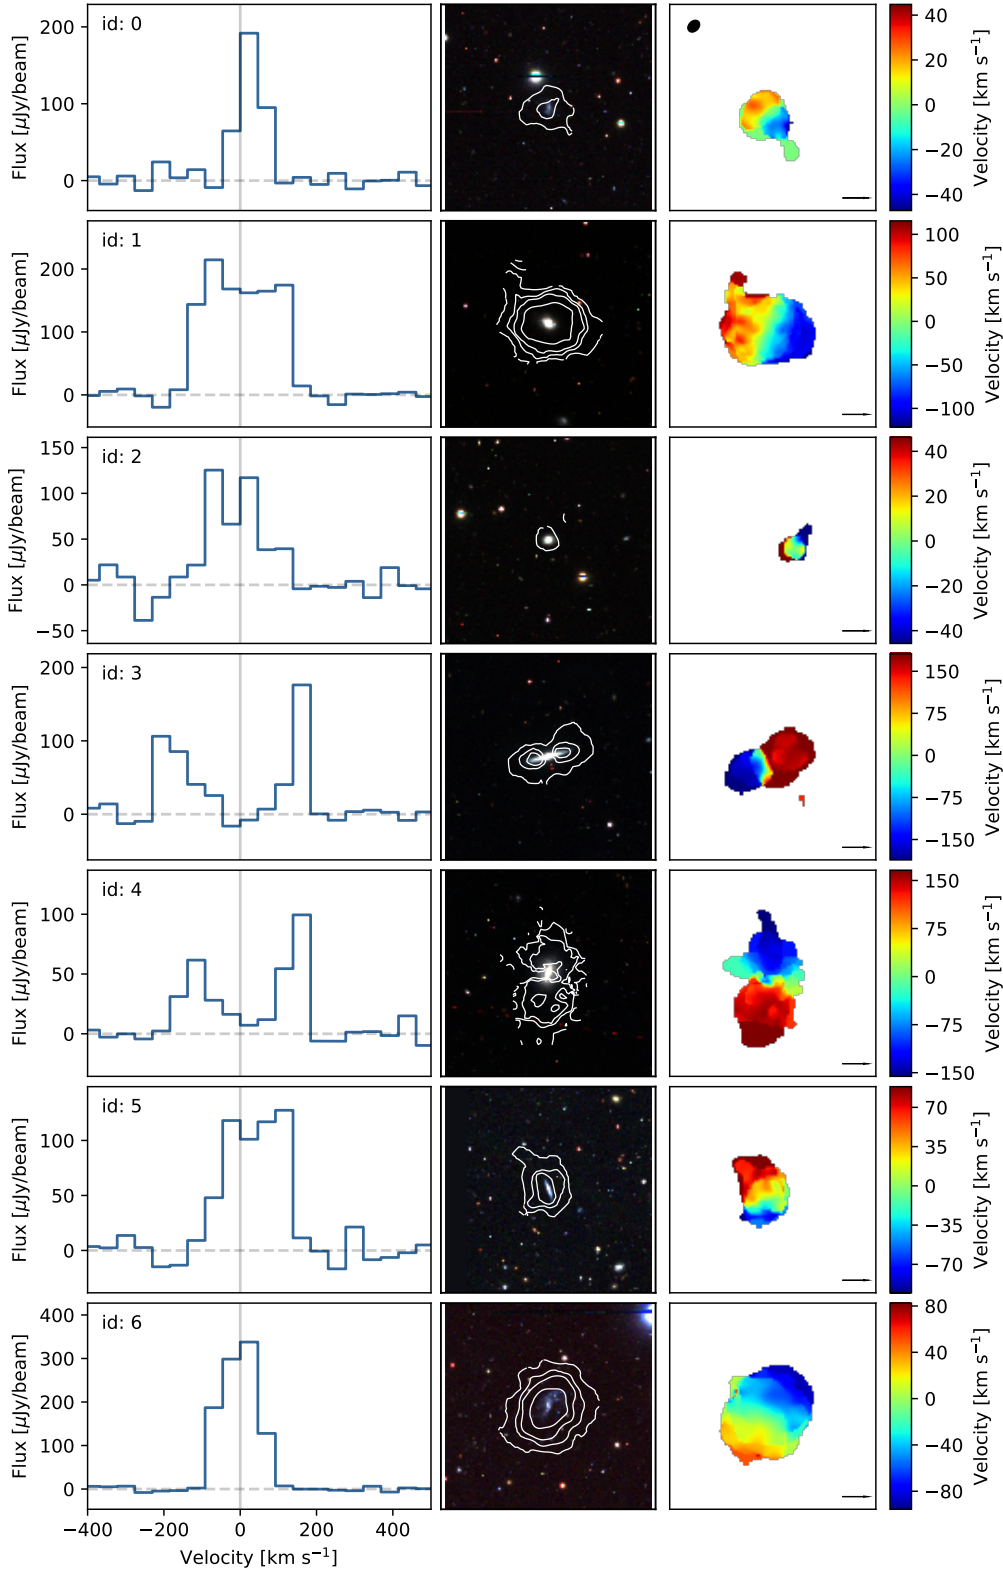 id: 0
Flux [μJy/beam]
200
100
0
40
20
0
−20
−40
Velocity [km s⁻¹]
id: 1
Flux [μJy/beam]
200
100
0
100
50
0
−50
−100
Velocity [km s⁻¹]
id: 2
Flux [μJy/beam]
150
100
50
0
−50
40
20
0
−20
−40
Velocity [km s⁻¹]
id: 3
Flux [μJy/beam]
200
100
0
150
75
0
−75
−150
Velocity [km s⁻¹]
id: 4
Flux [μJy/beam]
100
50
0
150
75
0
−75
−150
Velocity [km s⁻¹]
id: 5
Flux [μJy/beam]
100
50
0
70
35
0
−35
−70
Velocity [km s⁻¹]
id: 6
Flux [μJy/beam]
400
300
200
100
0
80
40
0
−40
−80
Velocity [km s⁻¹]
−400 −200 0 200 400
Velocity [km s⁻¹]